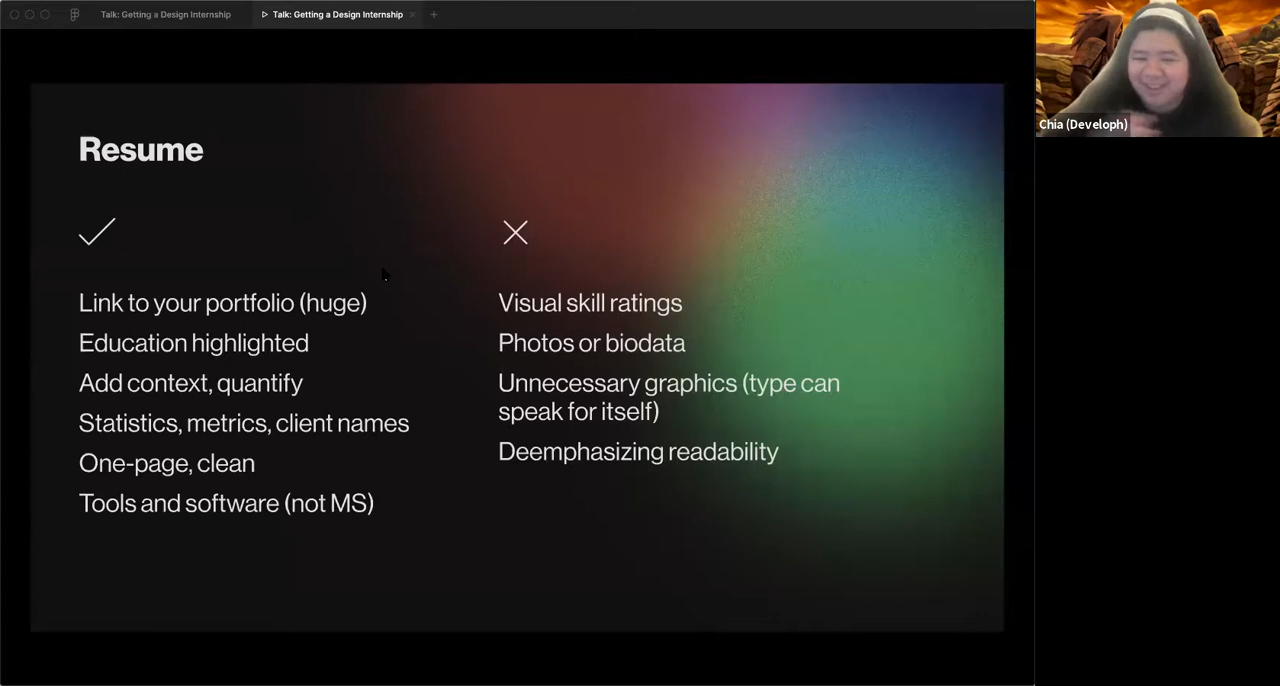 Talk: Getting a Design Internship
Talk: Getting a Design Internship
Resume
Link to your portfolio (huge)
Education highlighted
Add context, quantify
Statistics, metrics, client names
One-page, clean
Tools and software (not MS)
Visual skill ratings
Photos or biodata
Unnecessary graphics (type can
speak for itself)
Deemphasizing readability
Chia (Developh)